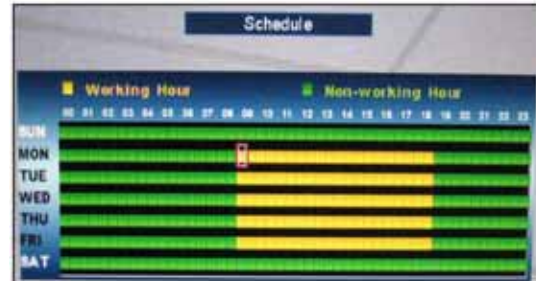 Schedule
Working Hour Non-working Hour
00 01 02 03 04 05 06 07 08 09 10 11 12 13 14 15 16 17 18 19 20 21 22 23
SUN
MON
TUE
WED
THU
FRI
SAT